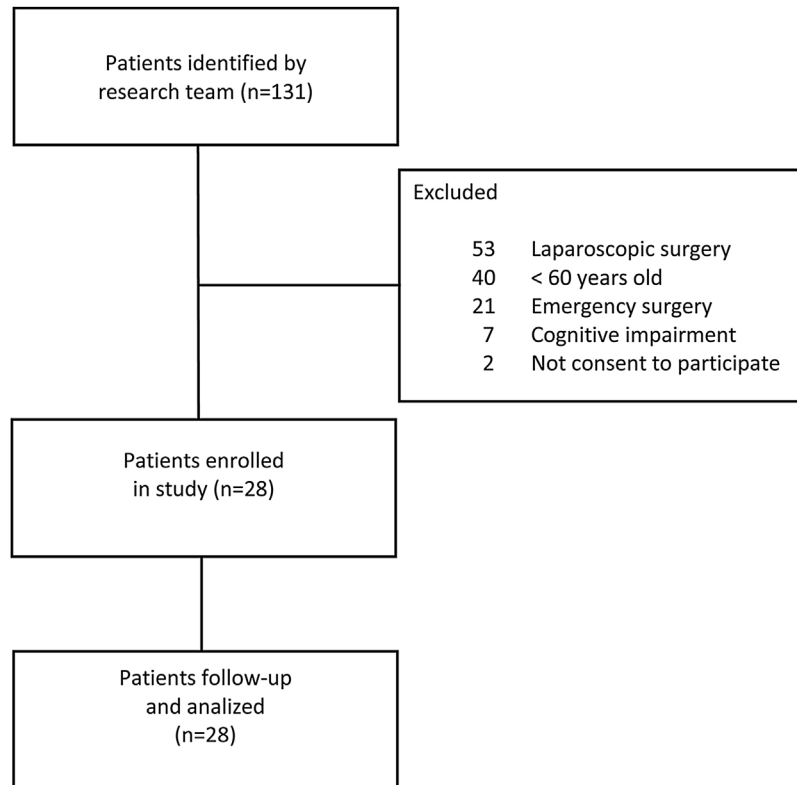 Patients identified by
research team (n=131)
Excluded
53 Laparoscopic surgery
40 < 60 years old
21 Emergency surgery
7 Cognitive impairment
2 Not consent to participate
Patients enrolled
in study (n=28)
Patients follow-up
and analized
(n=28)